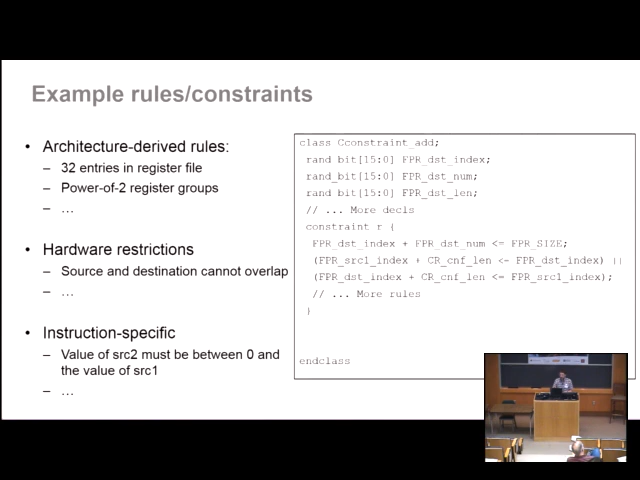 Example rules/constraints
• Architecture-derived rules:
– 32 entries in register file
– Power-of-2 register groups
– ...
• Hardware restrictions
– Source and destination cannot overlap
– ...
• Instruction-specific
– Value of src2 must be between 0 and
the value of src1
– ...
class Cconstraint_add;
rand bit[15:0] FPR_dst_index;
rand_bit[15:0] FPR_dst_num;
rand bit[15:0] FPR_dst_len;
// ... More decls
constraint r {
FPR_dst_index + FPR_dst_num <= FPR_SIZE;
(FPR_src1_index + CR_cnf_len <= FPR_dst_index) ||
(FPR_dst_index + CR_cnf_len <= FPR_src1_index);
// ... More rules
}
endclass